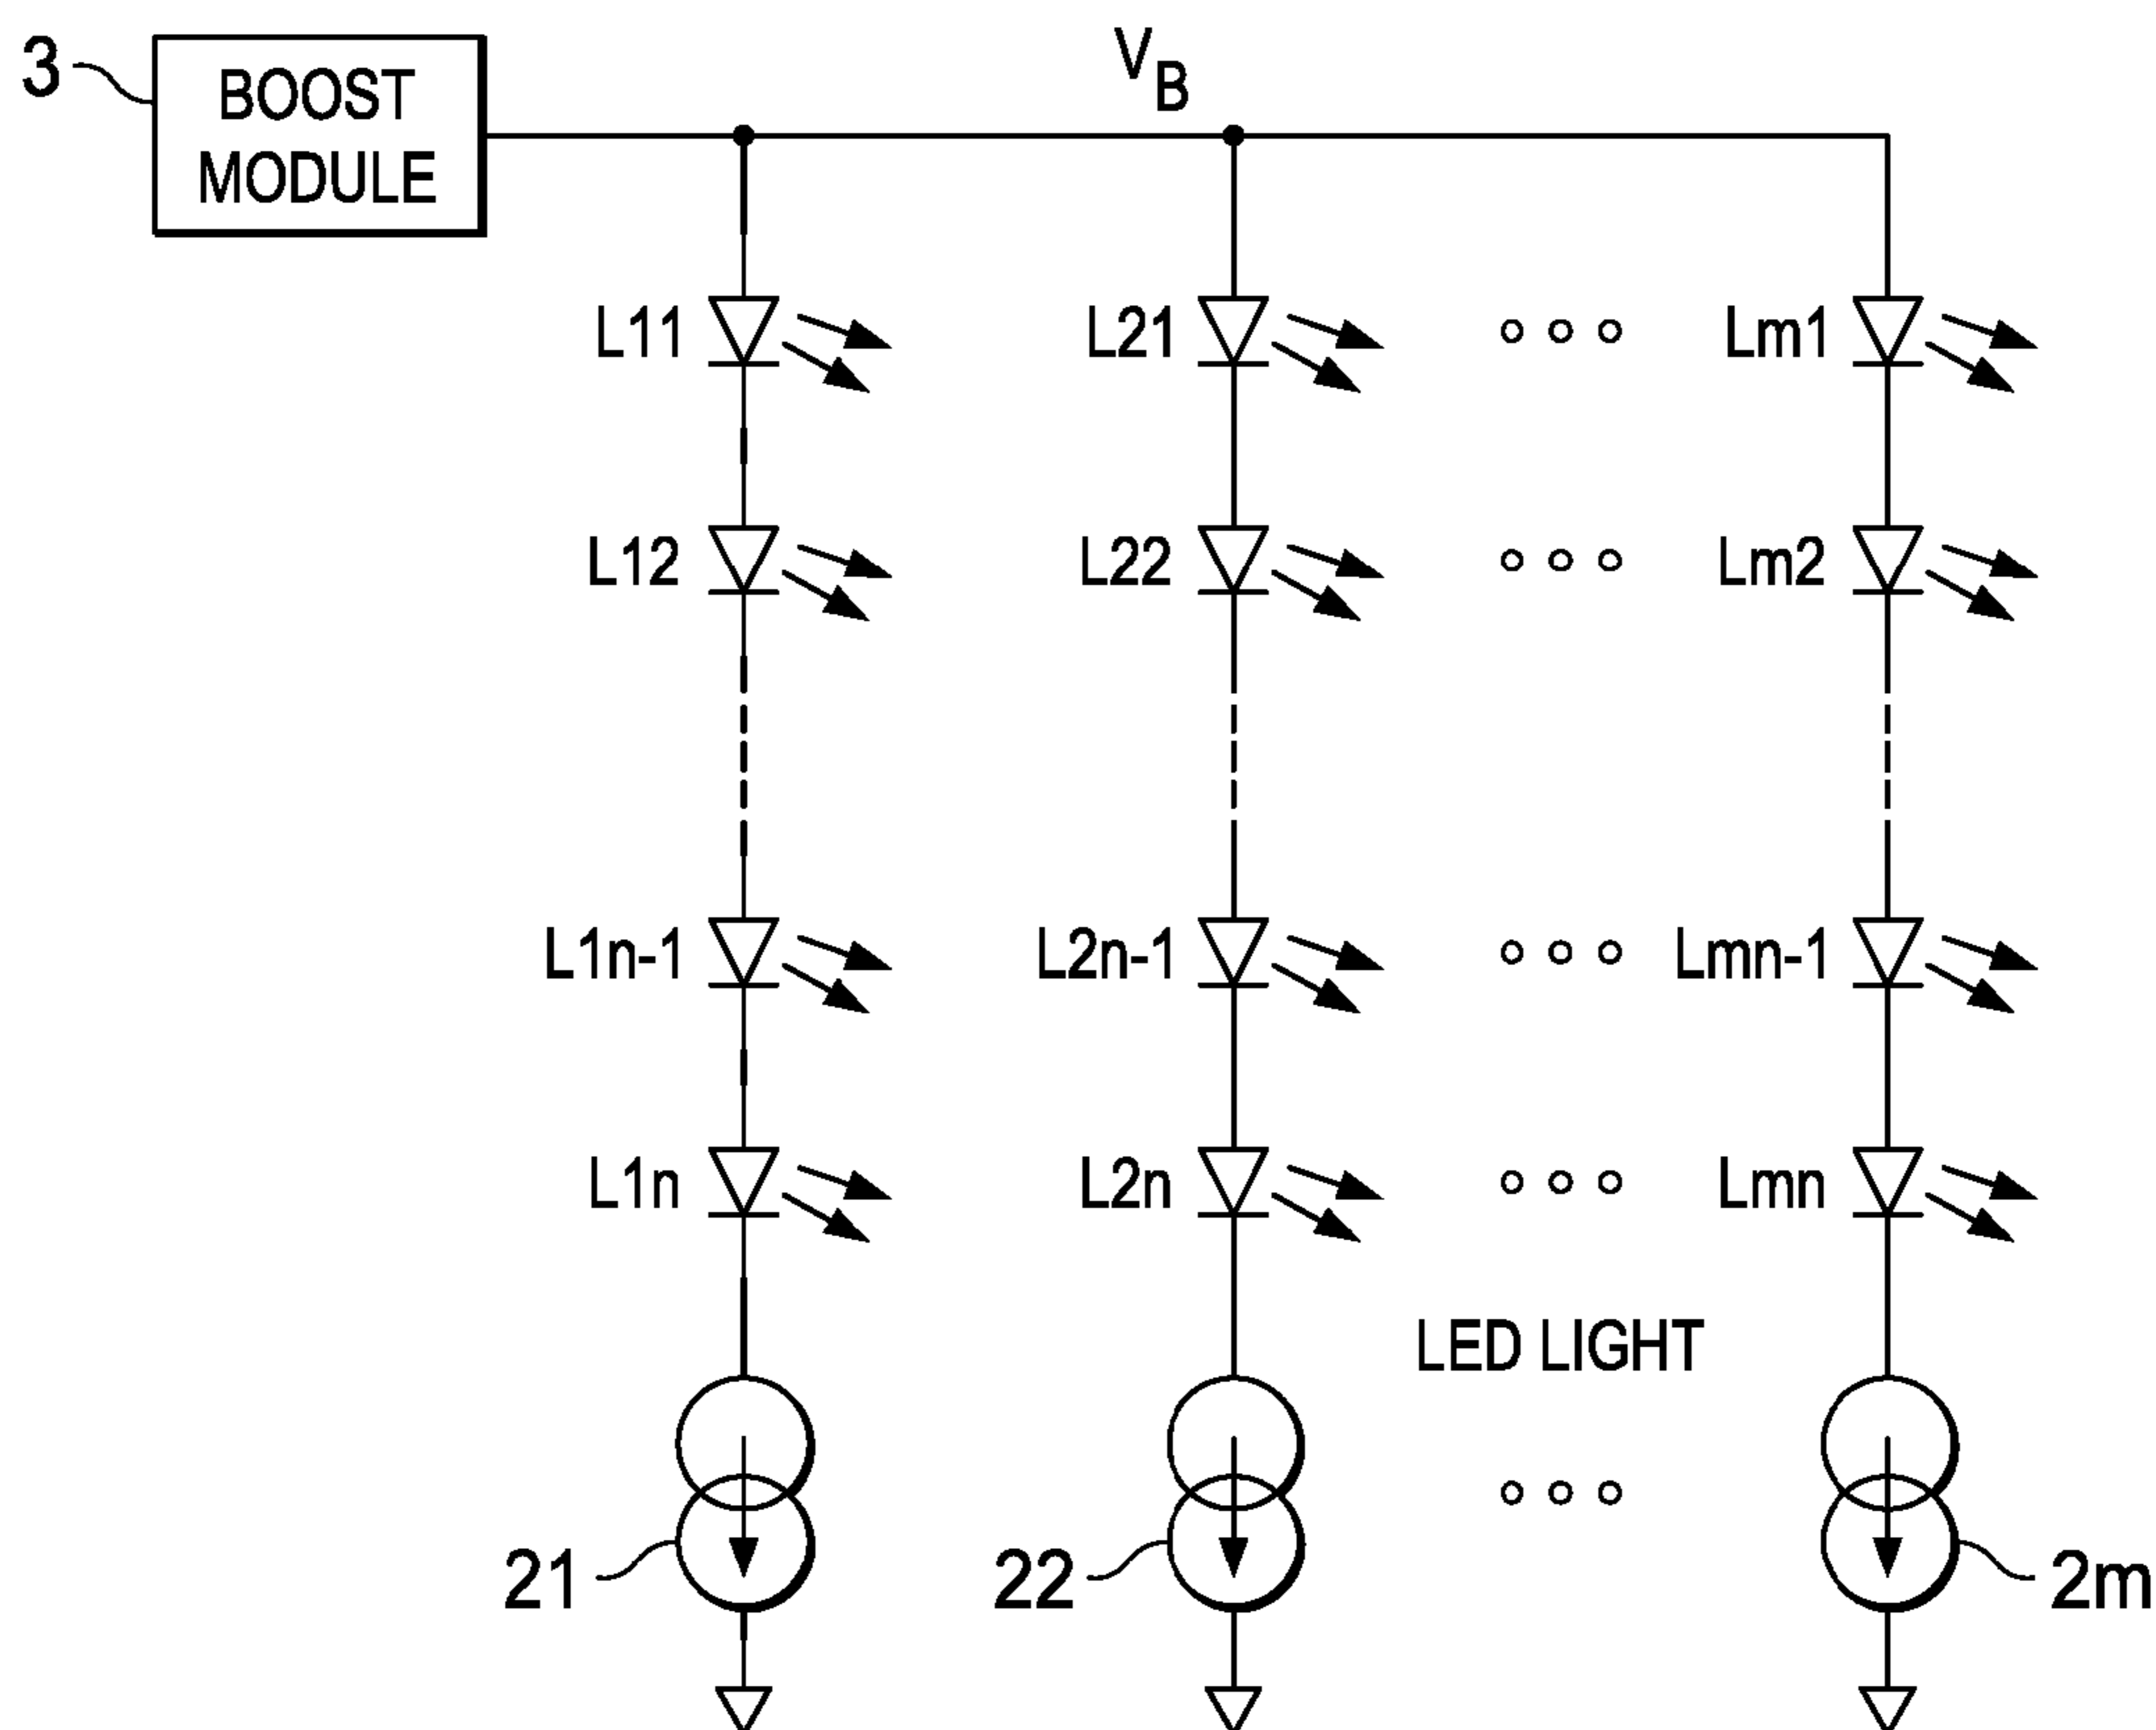 3
BOOST
MODULE
VB
L11
L21
Lm1
L12
L22
Lm2
L1n-1
L2n-1
Lmn-1
L1n
L2n
Lmn
LED LIGHT
21
22
2m